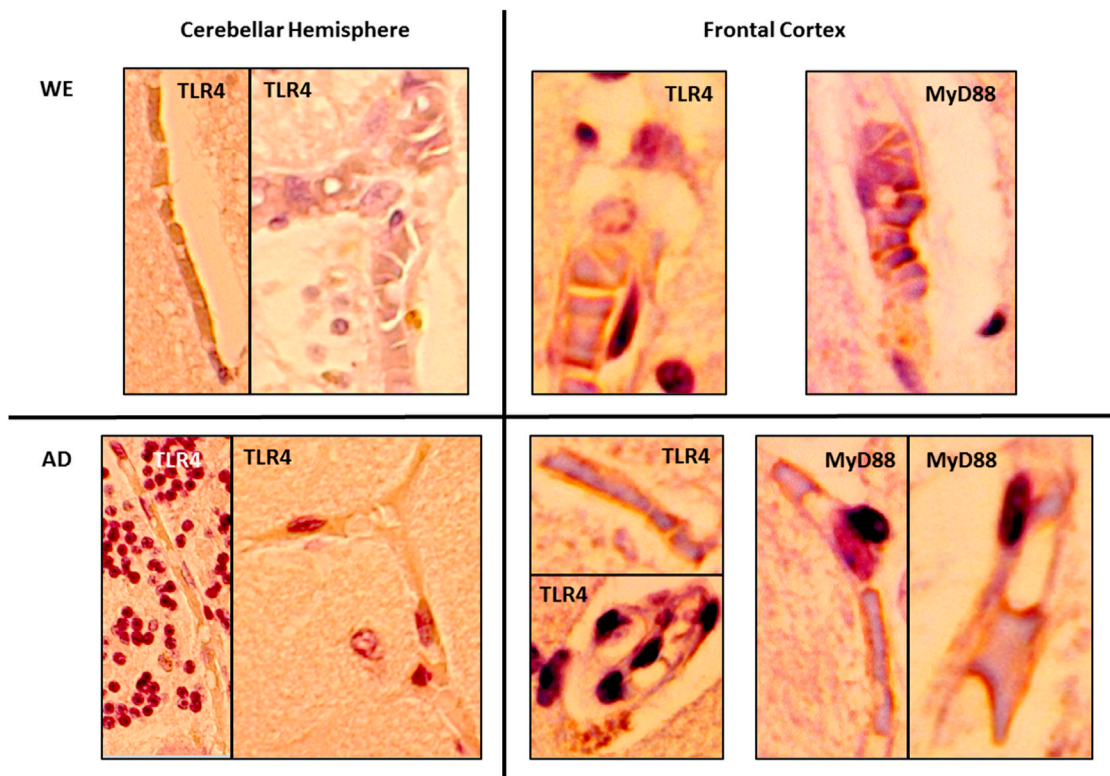 Cerebellar Hemisphere
Frontal Cortex
WE
TLR4
TLR4
TLR4
MyD88
AD
TLR4
TLR4
TLR4
MyD88
MyD88
TLR4